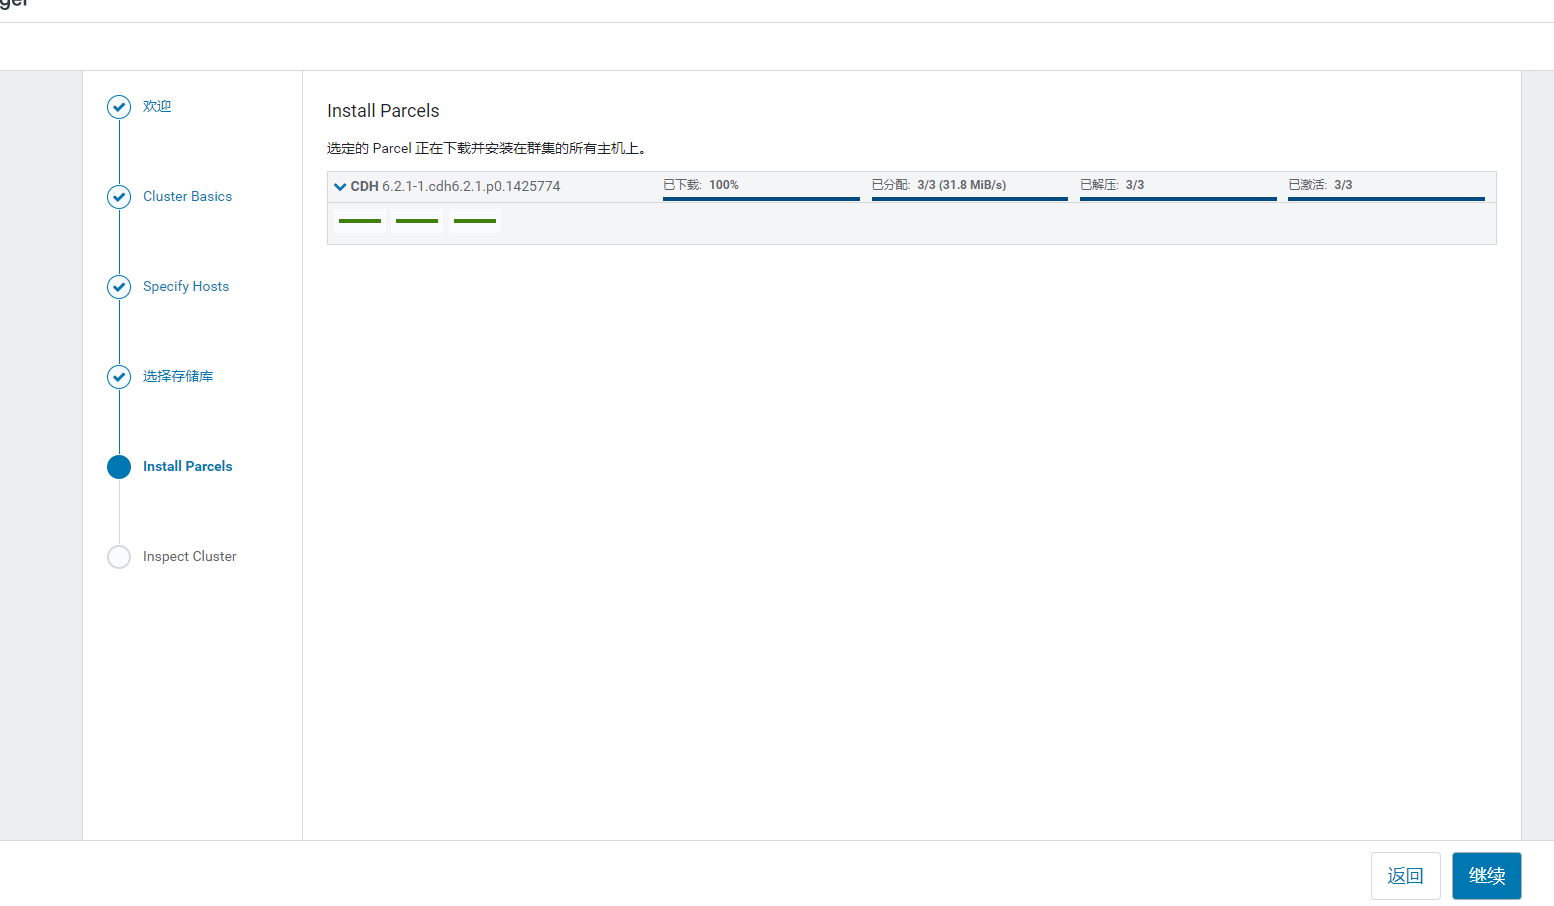 欢迎
Cluster Basics
Specify Hosts
选择存储库
Install Parcels
Inspect Cluster
Install Parcels
选定的 Parcel 正在下载并安装在群集的所有主机上。
CDH 6.2.1-1.cdh6.2.1.p0.1425774 已下载: 100% 已分配: 3/3 (31.8 MiB/s) 已解压: 3/3 已激活: 3/3
返回 继续